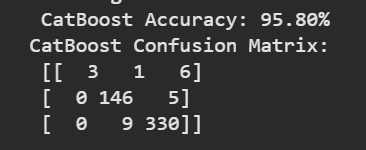 CatBoost Accuracy: 95.80%
CatBoost Confusion Matrix:
[[  3   1   6]
[  0 146   5]
[  0   9 330]]